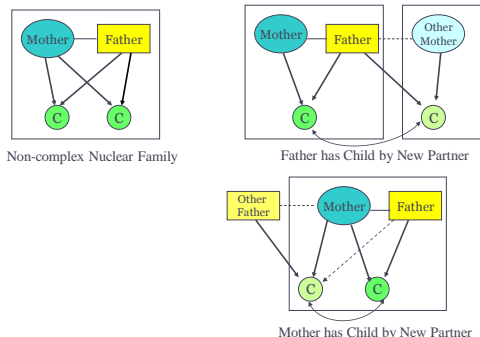 Mother
Father
C
C
Non-complex Nuclear Family
Mother
Father
Other
Mother
C
C
Father has Child by New Partner
Other
Father
Mother
Father
C
C
Mother has Child by New Partner